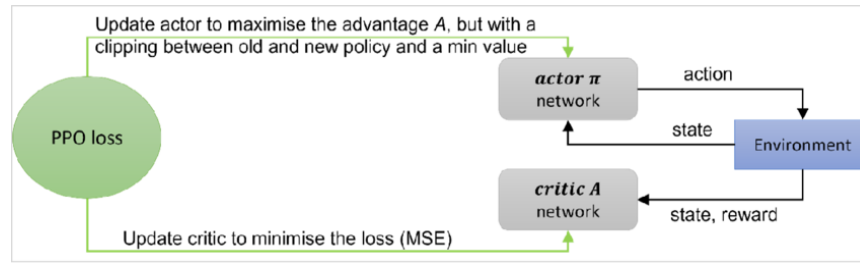 Update actor to maximise the advantage A, but with a
clipping between old and new policy and a min value
actor π
network
action
PPO loss
state
Environment
critic A
network
state, reward
Update critic to minimise the loss (MSE)